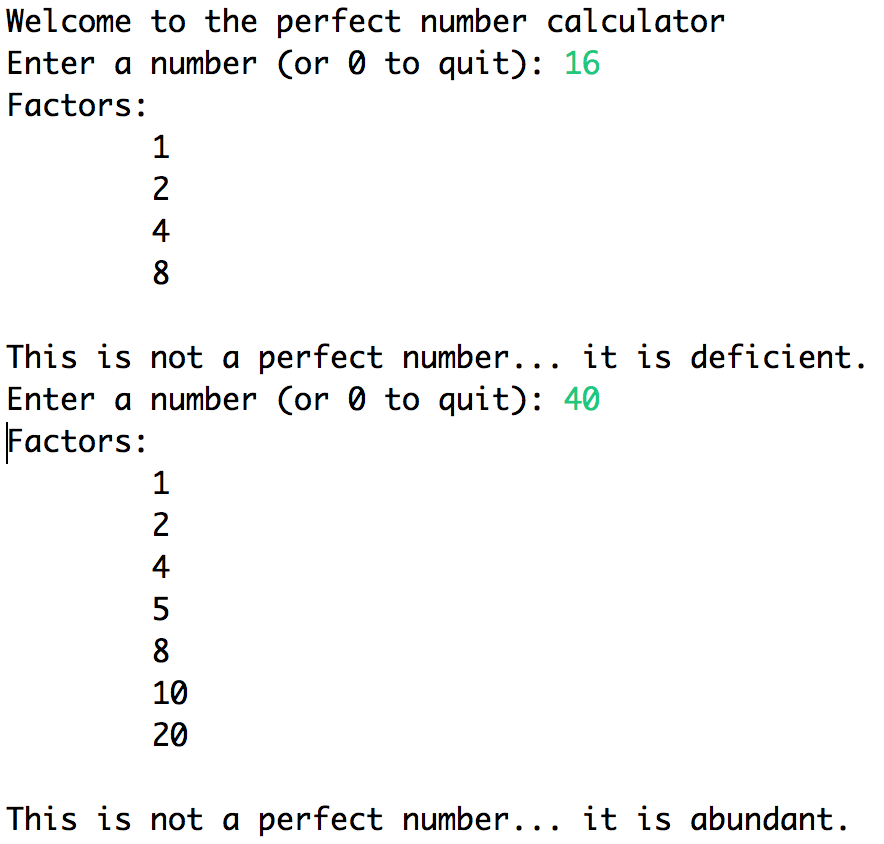 Welcome to the perfect number calculator
Enter a number (or 0 to quit): 16
Factors:
1
2
4
8
This is not a perfect number... it is deficient.
Enter a number (or 0 to quit): 40
Factors:
1
2
4
5
8
10
20
This is not a perfect number... it is abundant.